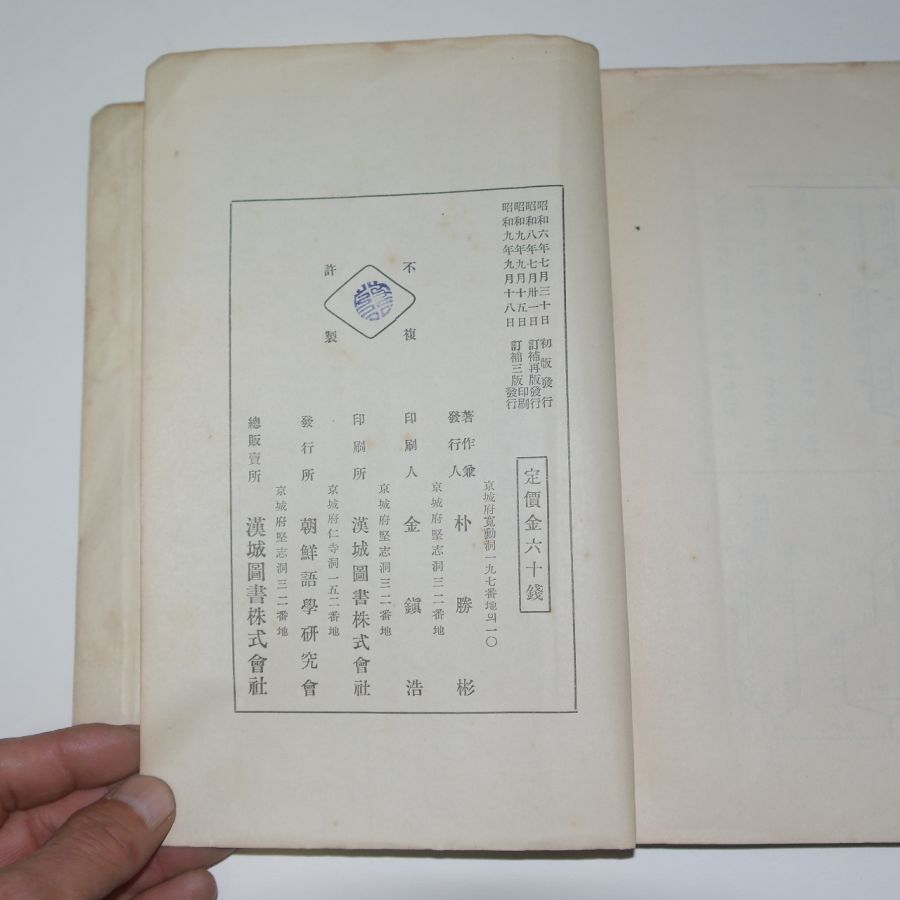 昭和六年七月三十日 初版發行
昭和八年七月卅一日 訂補再版發行
昭和九年九月十五日 訂補三版印刷
昭和九年九月十八日 發行
定價金六十錢
不複
許製
京城府寬勳洞一九七番地의一〇
著作兼
發行人 朴勝彬
京城府堅志洞三二番地
印刷人 金鎭浩
京城府堅志洞三二番地
印刷所 漢城圖書株式會社
京城府仁寺洞一五二番地
發行所 朝鮮語學硏究會
京城府堅志洞三二番地
總販賣所 漢城圖書株式會社